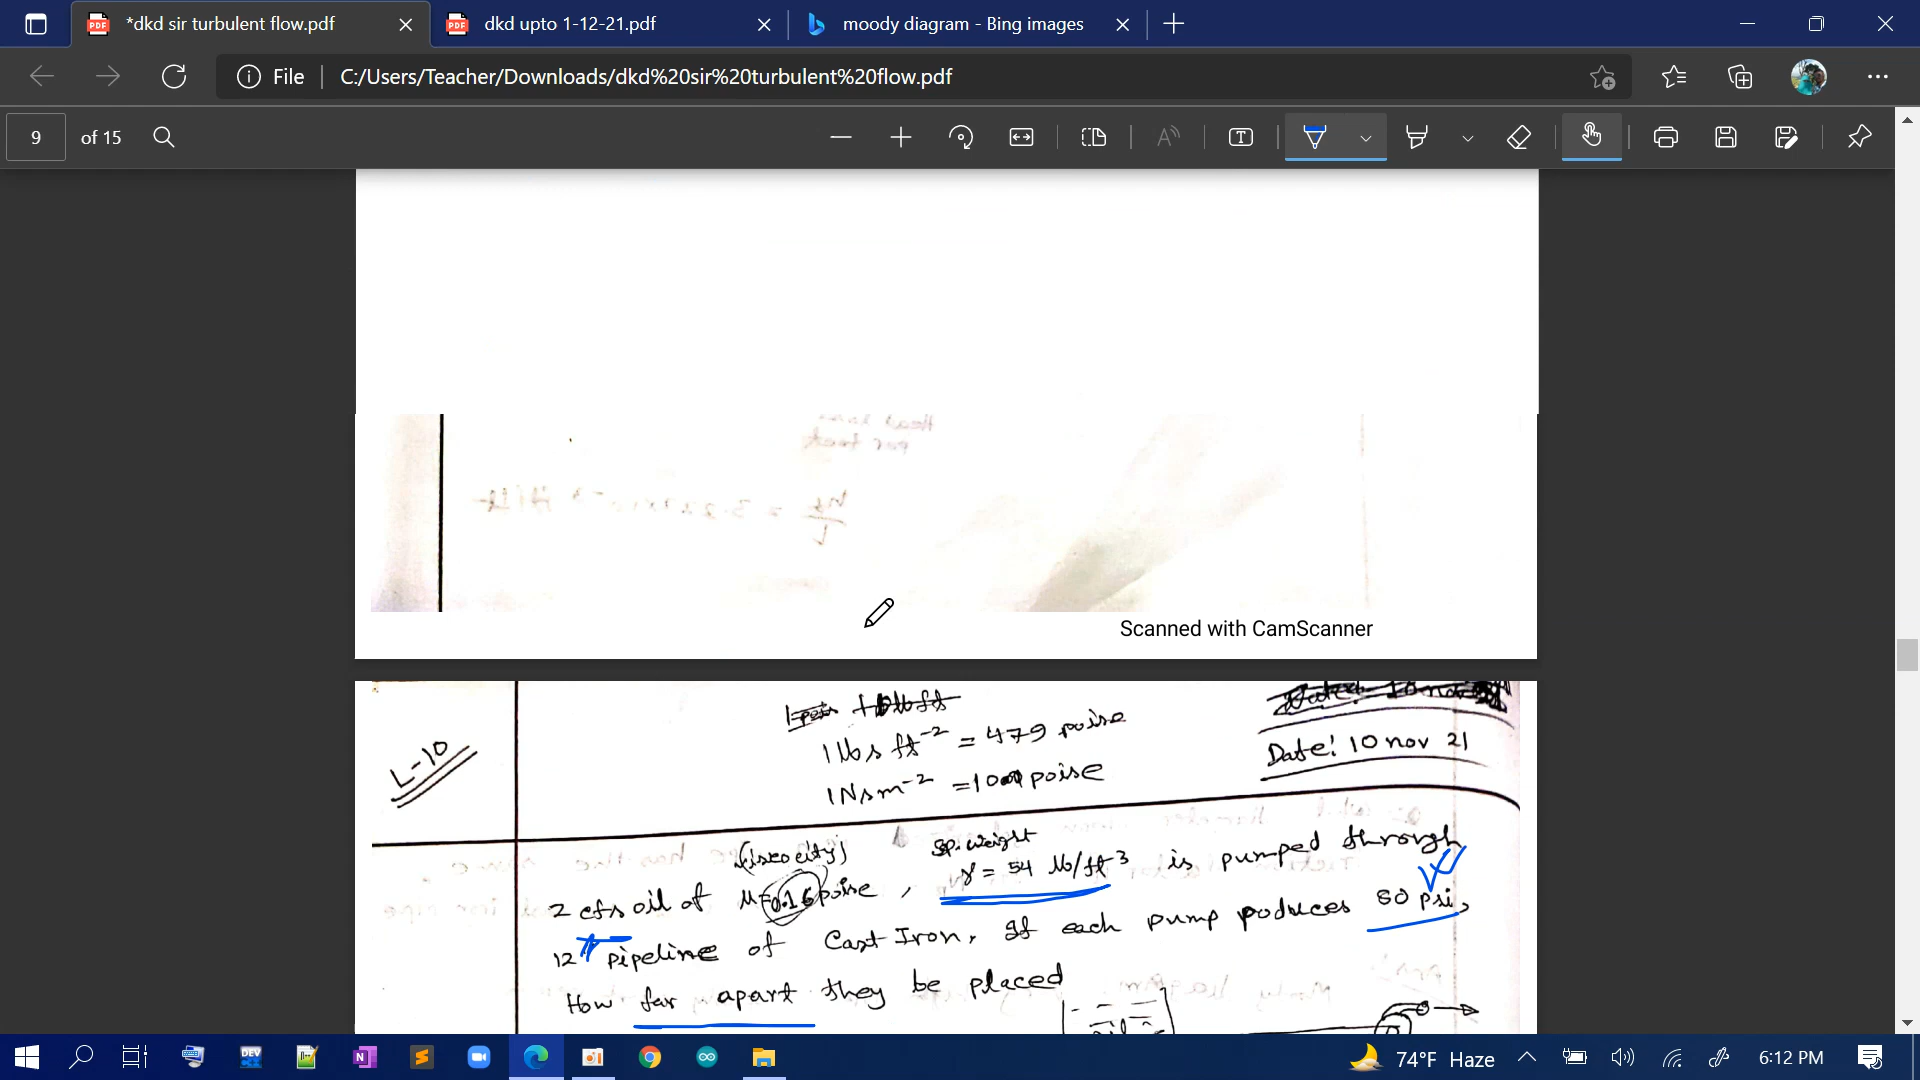 *dkd sir turbulent flow.pdf
dkd upto 1-12-21.pdf
moody diagram - Bing images
File
C:/Users/Teacher/Downloads/dkd%20sir%20turbulent%20flow.pdf
9 of 15
Scanned with CamScanner
L-10
1 lb s ft⁻² = 479 poise
1 N s m⁻² = 10 poise
Date: 10 nov 21
(viscocity) sp. weight
2 cfs oil of μ=0.16 poise, γ = 54 lb/ft³ is pumped through
12" pipeline of Cast Iron. If each pump produces 80 psi,
How far apart they be placed
74°F Haze
6:12 PM